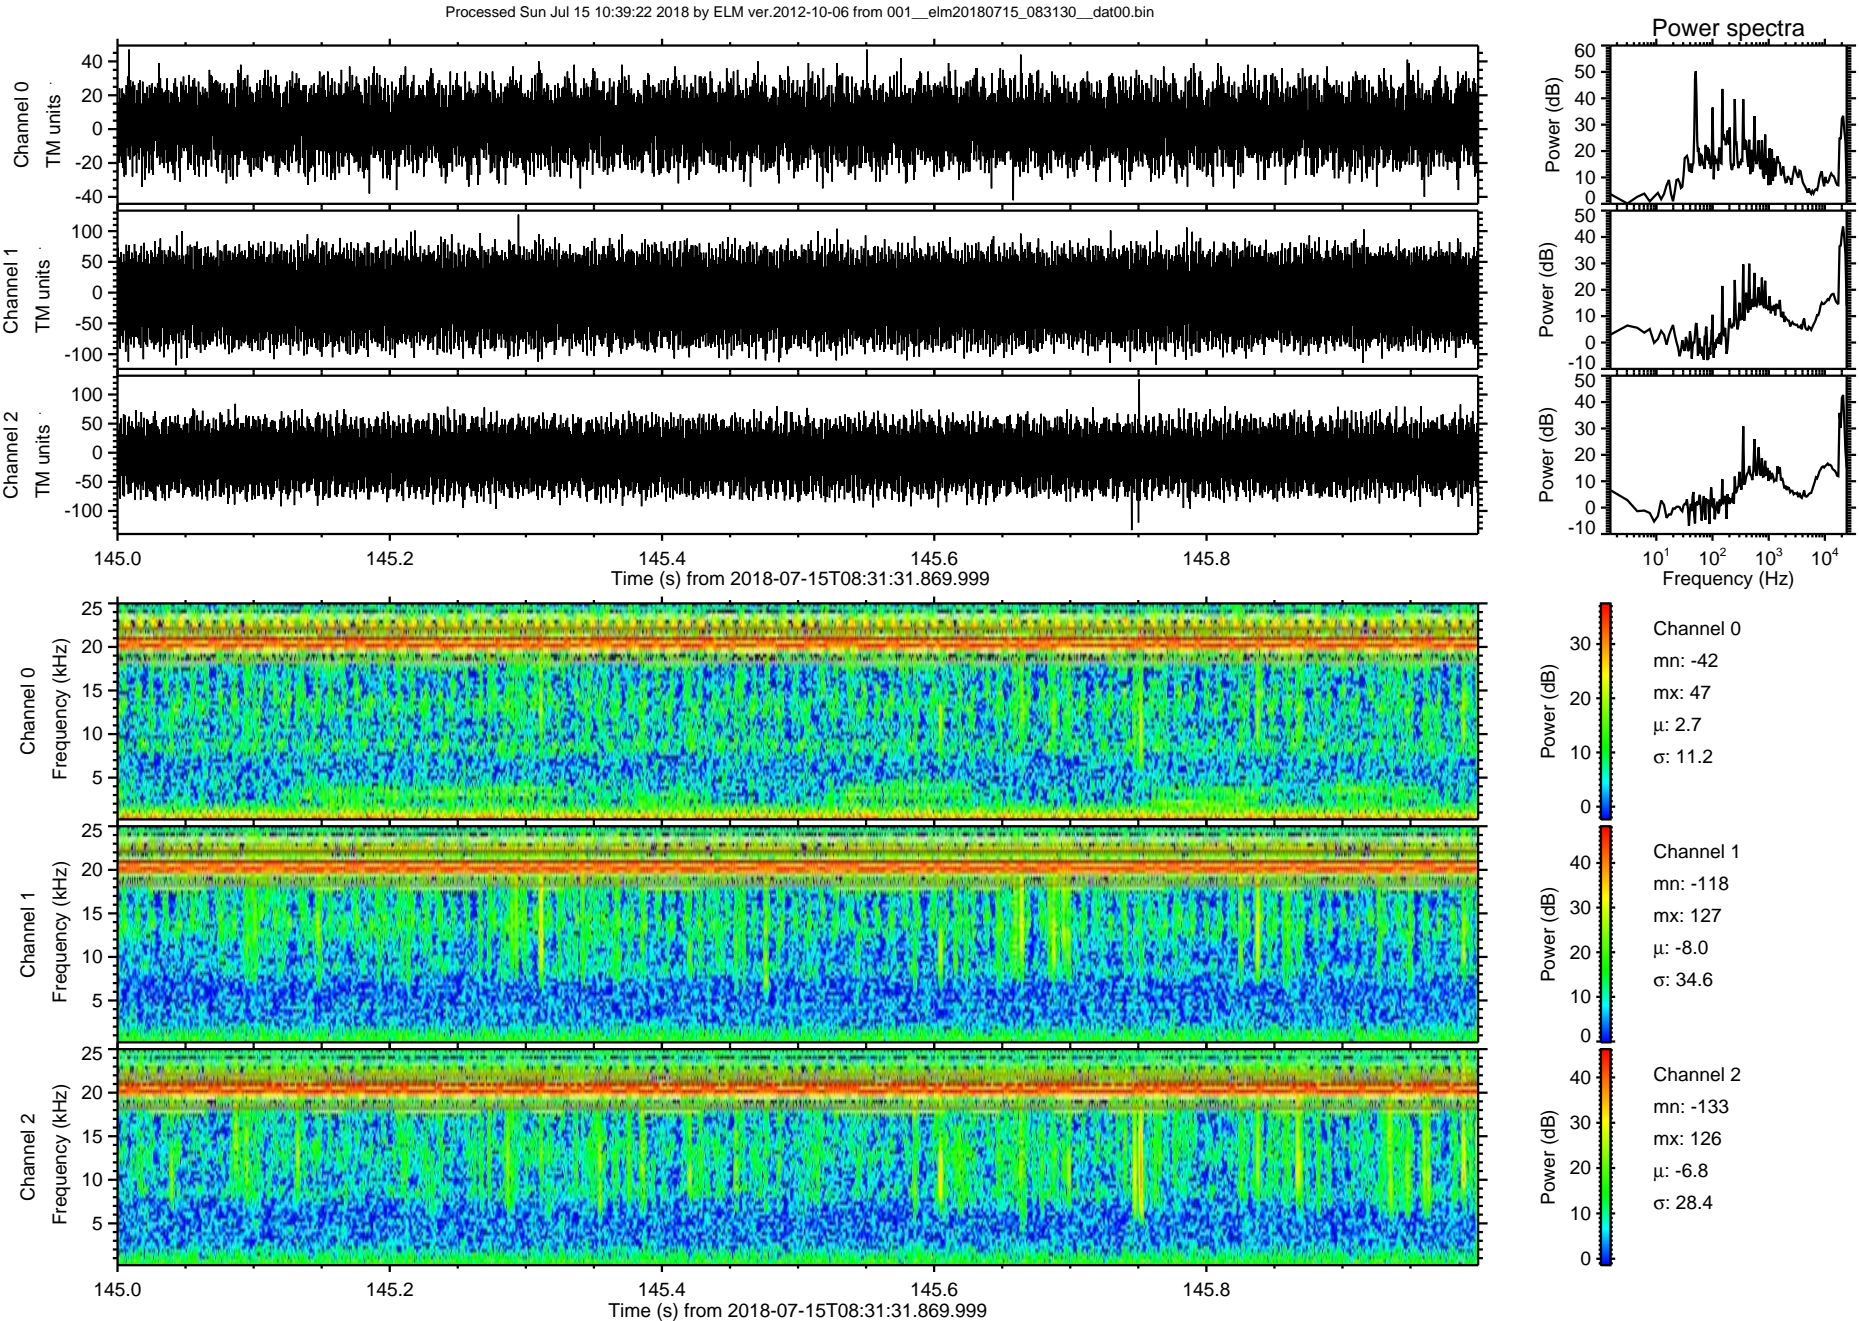 Processed Sun Jul 15 10:39:22 2018 by ELM ver.2012-10-06 from 001__elm20180715_083130__dat00.bin
Power spectra
Channel 0
TM units
40
20
0
-20
-40
Power (dB)
60
50
40
30
20
10
0
Channel 1
TM units
100
50
0
-50
-100
Power (dB)
50
40
30
20
10
0
-10
Channel 2
TM units
100
50
0
-50
-100
Power (dB)
50
40
30
20
10
0
-10
145.0 145.2 145.4 145.6 145.8
Time (s) from 2018-07-15T08:31:31.869.999
10^1 10^2 10^3 10^4
Frequency (Hz)
Channel 0
Frequency (kHz)
25
20
15
10
5
Power (dB)
30
20
10
0
Channel 0
mn: -42
mx: 47
μ: 2.7
σ: 11.2
Channel 1
Frequency (kHz)
25
20
15
10
5
Power (dB)
40
30
20
10
0
Channel 1
mn: -118
mx: 127
μ: -8.0
σ: 34.6
Channel 2
Frequency (kHz)
25
20
15
10
5
Power (dB)
40
30
20
10
0
Channel 2
mn: -133
mx: 126
μ: -6.8
σ: 28.4
145.0 145.2 145.4 145.6 145.8
Time (s) from 2018-07-15T08:31:31.869.999